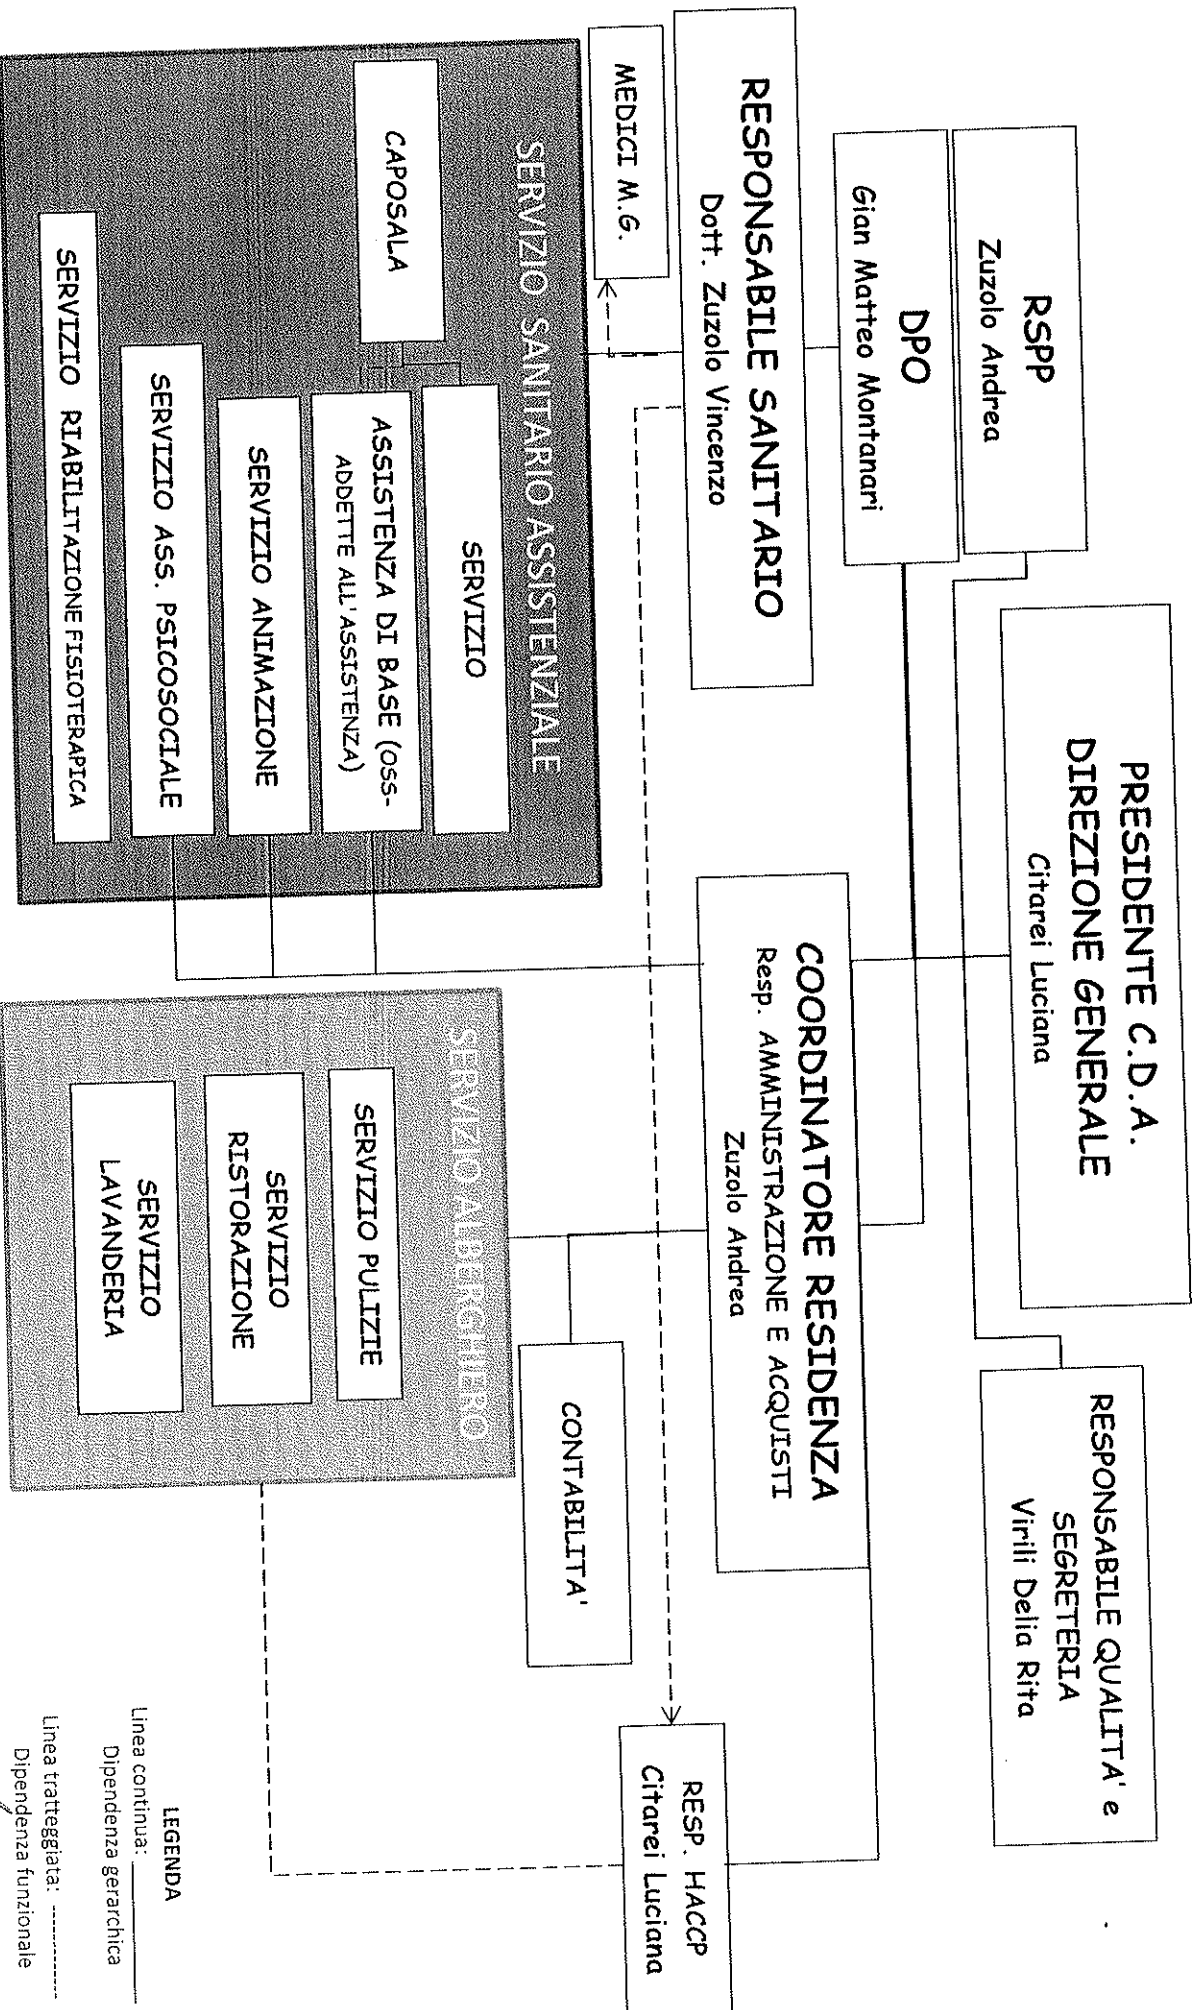 PRESIDENTE C.D.A.
DIREZIONE GENERALE
Citarei Luciana
RSPP
Zuzolo Andrea
DPO
Gian Matteo Montanari
RESPONSABILE QUALITA' e
SEGRETERIA
Virili Delia Rita
RESPONSABILE SANITARIO
Dott. Zuzolo Vincenzo
COORDINATORE RESIDENZA
Resp. AMMINISTRAZIONE E ACQUISTI
Zuzolo Andrea
RESP. HACCP
Citarei Luciana
MEDICI M.G.
CONTABILITA'
SERVIZIO SANITARIO ASSISTENZIALE
CAPOSALA
SERVIZIO
ASSISTENZA DI BASE (OSS-
ADDETTE ALL'ASSISTENZA)
SERVIZIO ANIMAZIONE
SERVIZIO ASS. PSICOSOCIALE
SERVIZIO RIABILITAZIONE FISIOTERAPICA
SERVIZIO ALBERGHIERO
SERVIZIO PULIZIE
SERVIZIO
RISTORAZIONE
SERVIZIO
LAVANDERIA
LEGENDA
Linea continua: ____________
Dipendenza gerarchica
Linea tratteggiata: ------------
Dipendenza funzionale